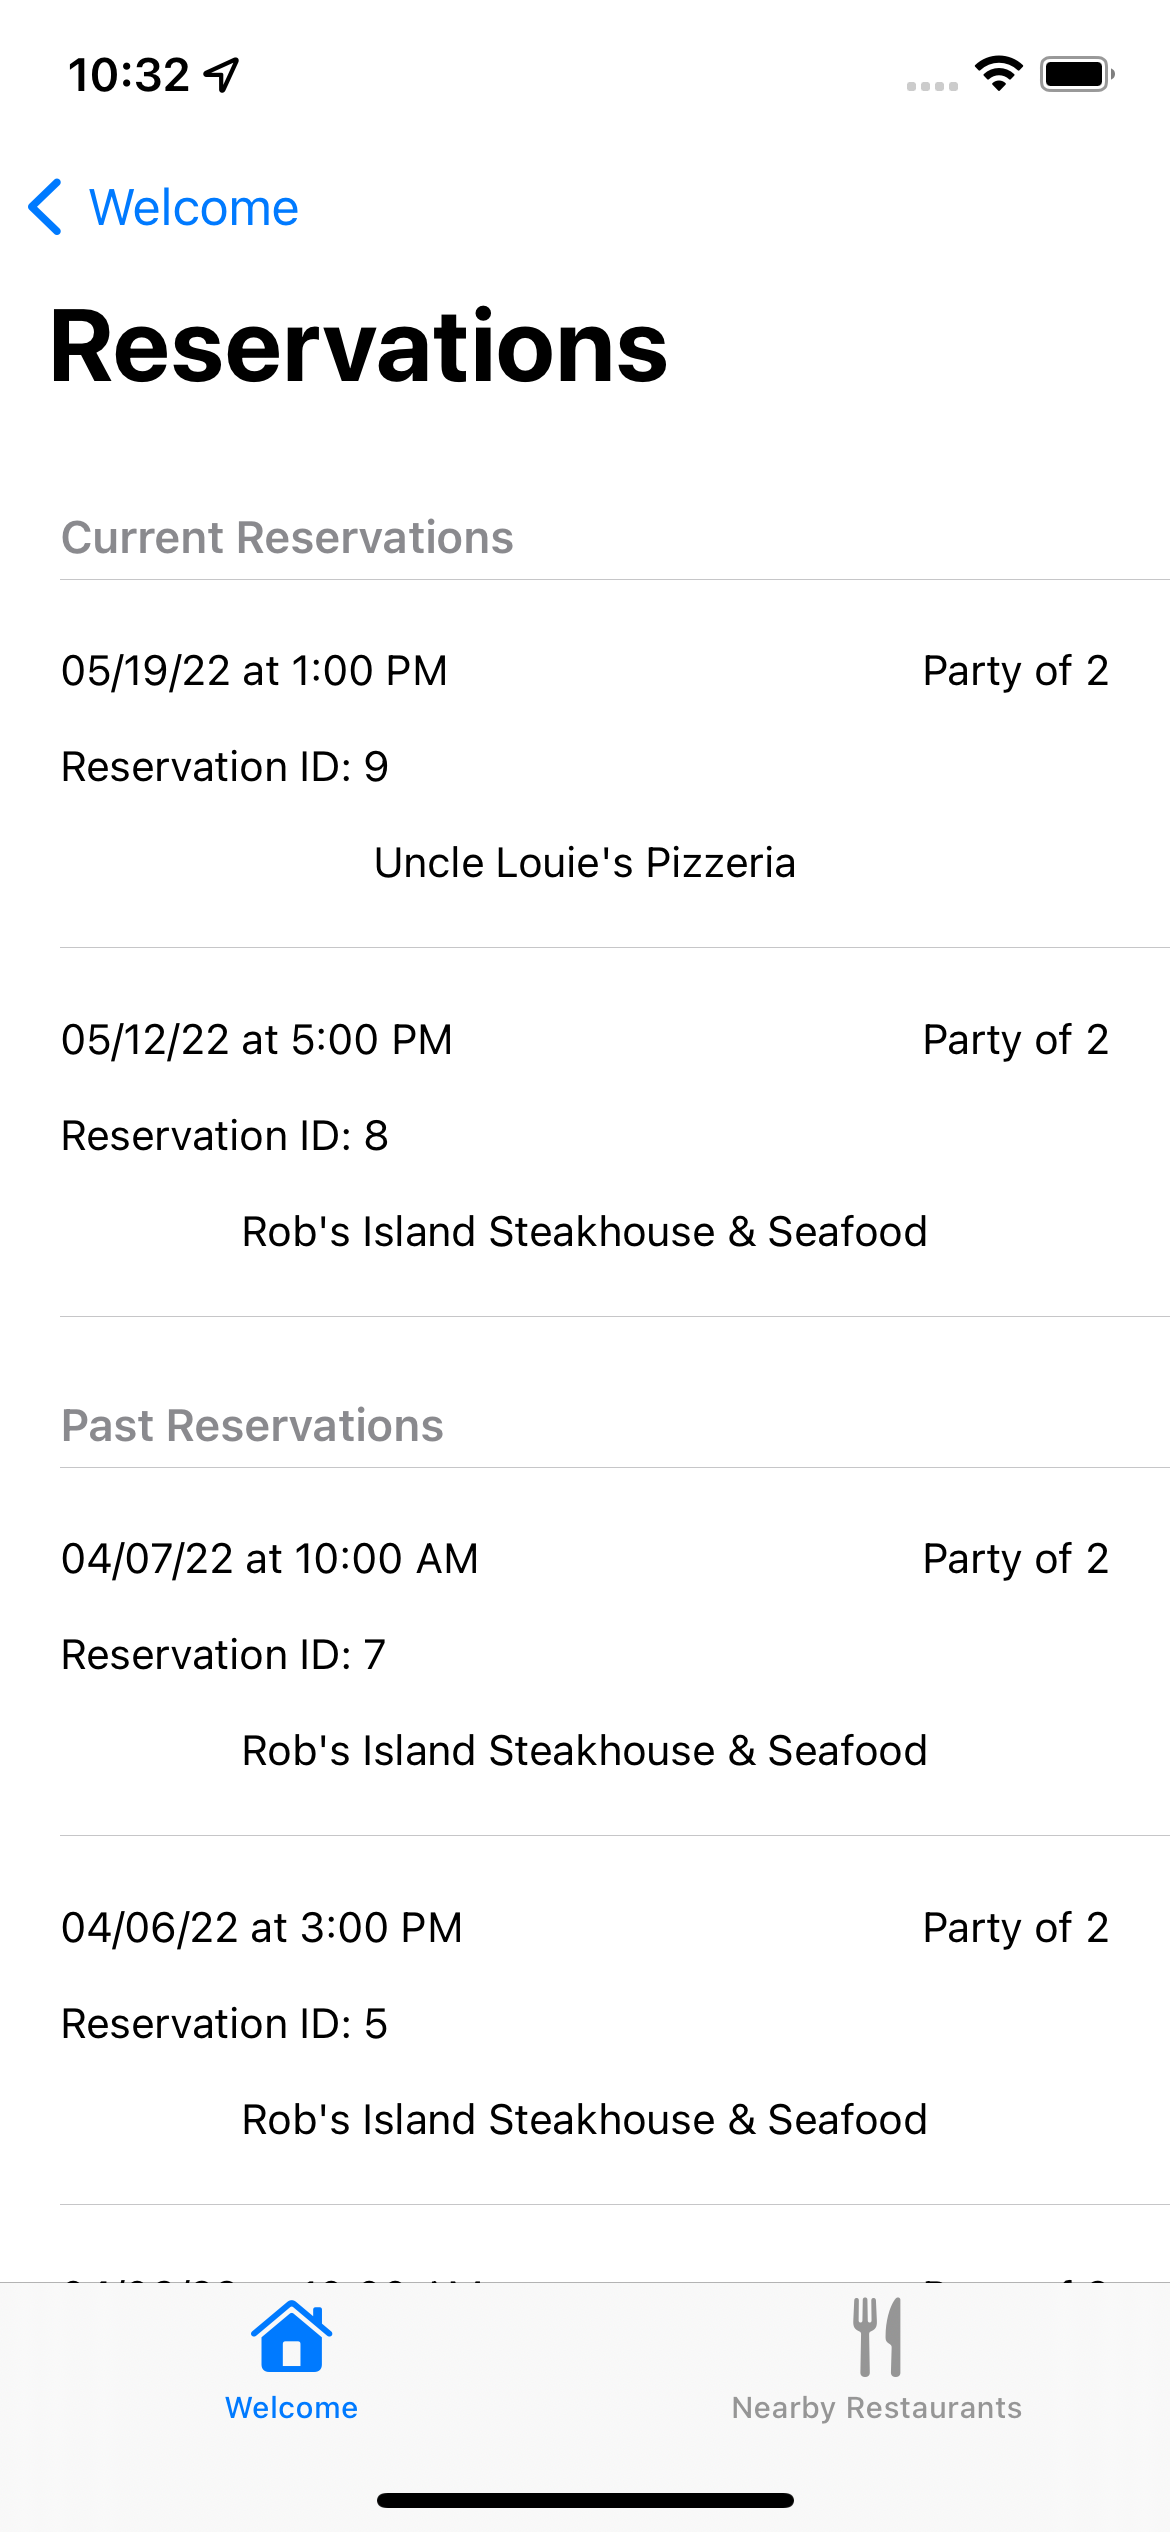 10:32
Welcome
Reservations
Current Reservations
05/19/22 at 1:00 PM Party of 2
Reservation ID: 9
Uncle Louie's Pizzeria
05/12/22 at 5:00 PM Party of 2
Reservation ID: 8
Rob's Island Steakhouse & Seafood
Past Reservations
04/07/22 at 10:00 AM Party of 2
Reservation ID: 7
Rob's Island Steakhouse & Seafood
04/06/22 at 3:00 PM Party of 2
Reservation ID: 5
Rob's Island Steakhouse & Seafood
Welcome Nearby Restaurants